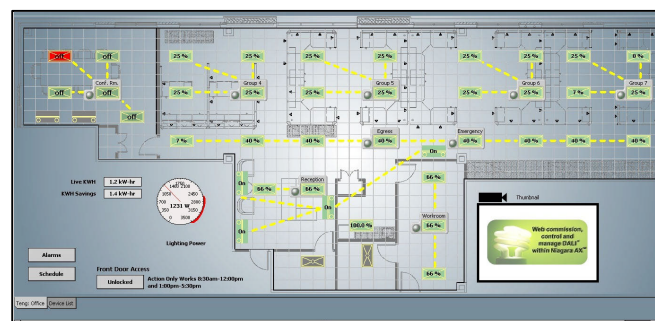 off
off
25 %
25 %
25 %
25 %
25 %
25 %
25 %
0 %
Conf. Rm.
Group 4
Group 5
Group 6
Group 7
off
off
25 %
25 %
25 %
25 %
25 %
25 %
7 %
25 %
off
Egress
Emergency
7 %
40 %
40 %
40 %
40 %
40 %
40 %
40 %
On
Live KWH
1.2 kW-hr
KWH Savings
1.4 kW-hr
1231 W
Lighting Power
On
Reception
66 %
66 %
66 %
On
On
100.0 %
Workroom
66 %
66 %
Thumbnail
Web commission,
control and
manage DALI
within Niagara AX
Alarms
Schedule
Front Door Access
Unlocked
Action Only Works 8:30am-12:00pm
and 1:00pm-5:30pm
Teng: Office
Device List